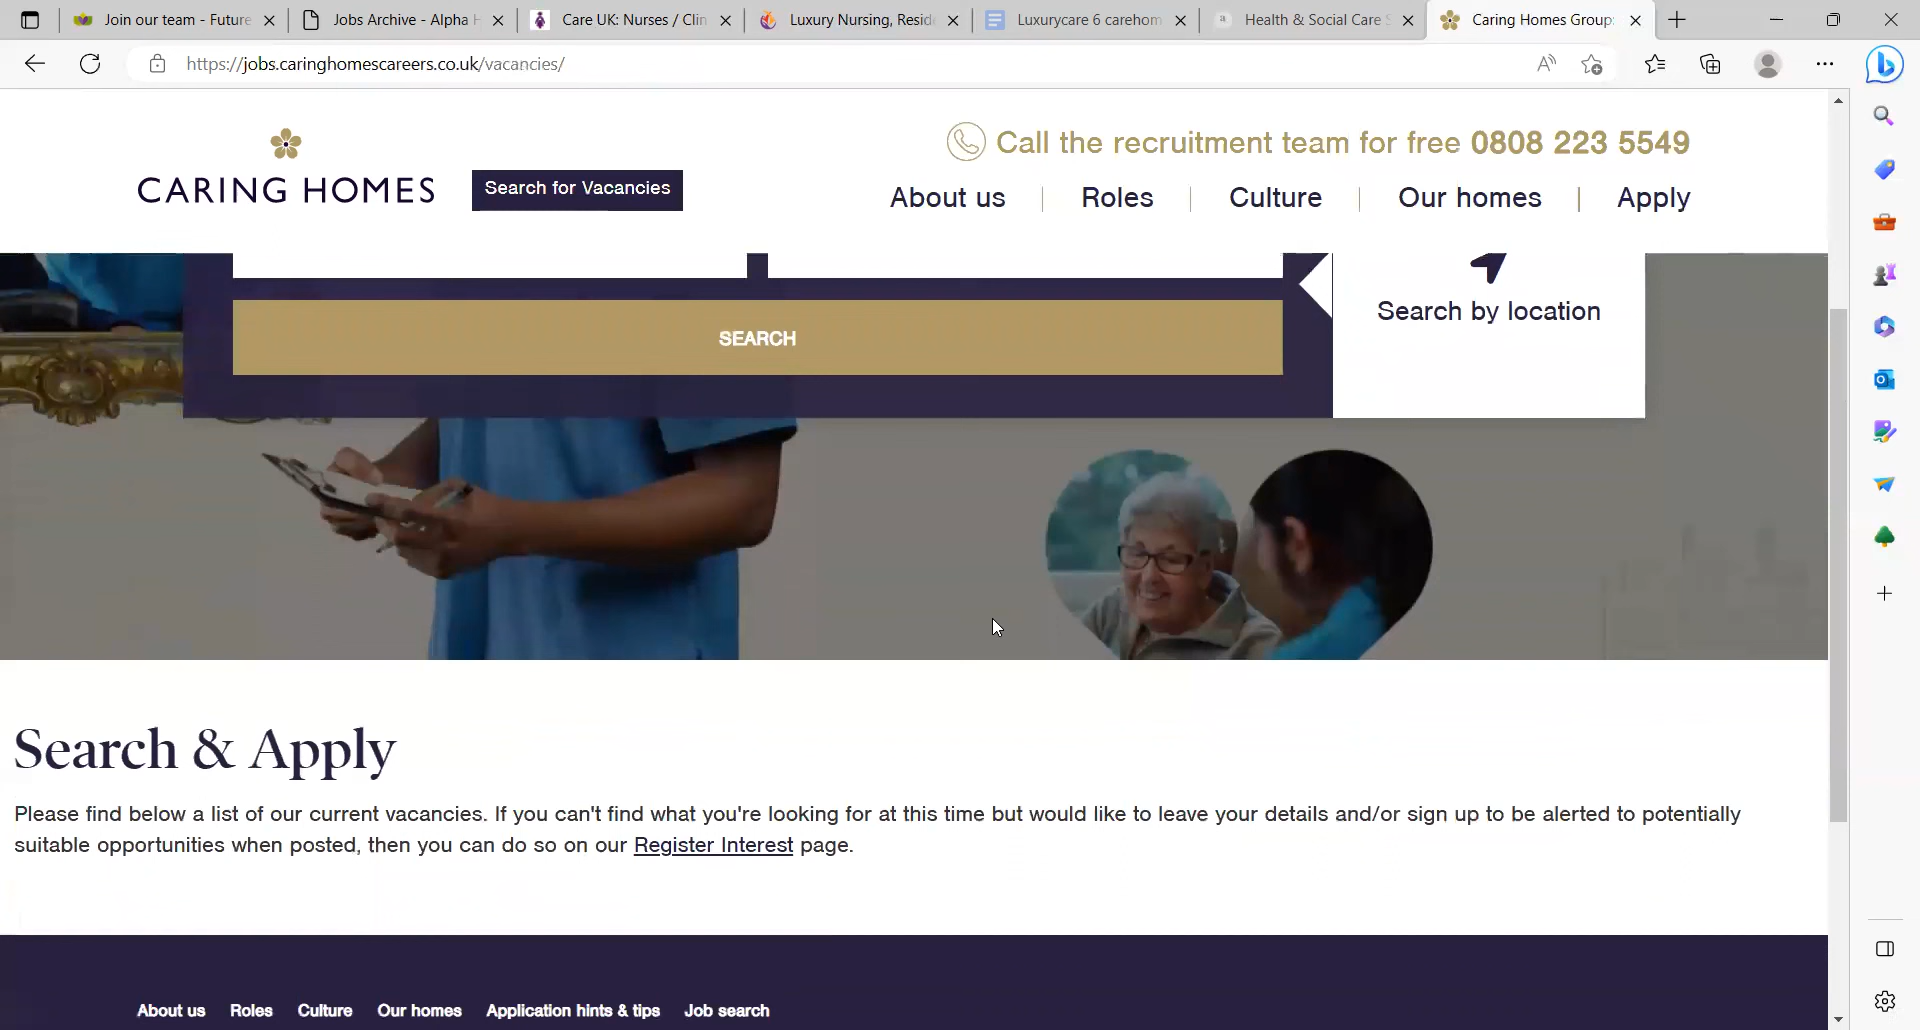 Join our team - Future
Jobs Archive - Alpha H
Care UK: Nurses / Clin
Luxury Nursing, Resid
Luxurycare 6 carehom
Health & Social Care S
Caring Homes Group:
https://jobs.caringhomescareers.co.uk/vacancies/
Call the recruitment team for free 0808 223 5549
CARING HOMES
Search for Vacancies
About us
Roles
Culture
Our homes
Apply
Search by location
SEARCH
Search & Apply
Please find below a list of our current vacancies. If you can't find what you're looking for at this time but would like to leave your details and/or sign up to be alerted to potentially
suitable opportunities when posted, then you can do so on our Register Interest page.
About us Roles Culture Our homes Application hints & tips Job search